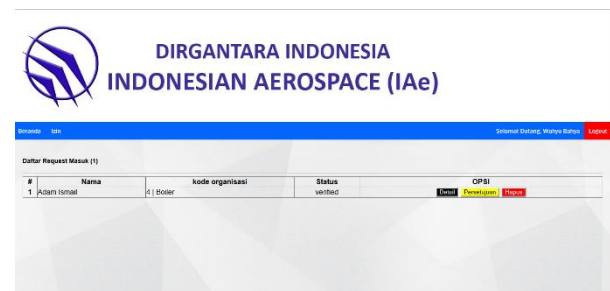 DIRGANTARA INDONESIA
INDONESIAN AEROSPACE (IAe)
Beranda Izin Selamat Datang, Wahyu Bahya Logout
Daftar Request Masuk (1)
# Nama kode organisasi Status OPSI
1 Adam Ismail 4 | Boiler verified Detail Persetujuan Hapus